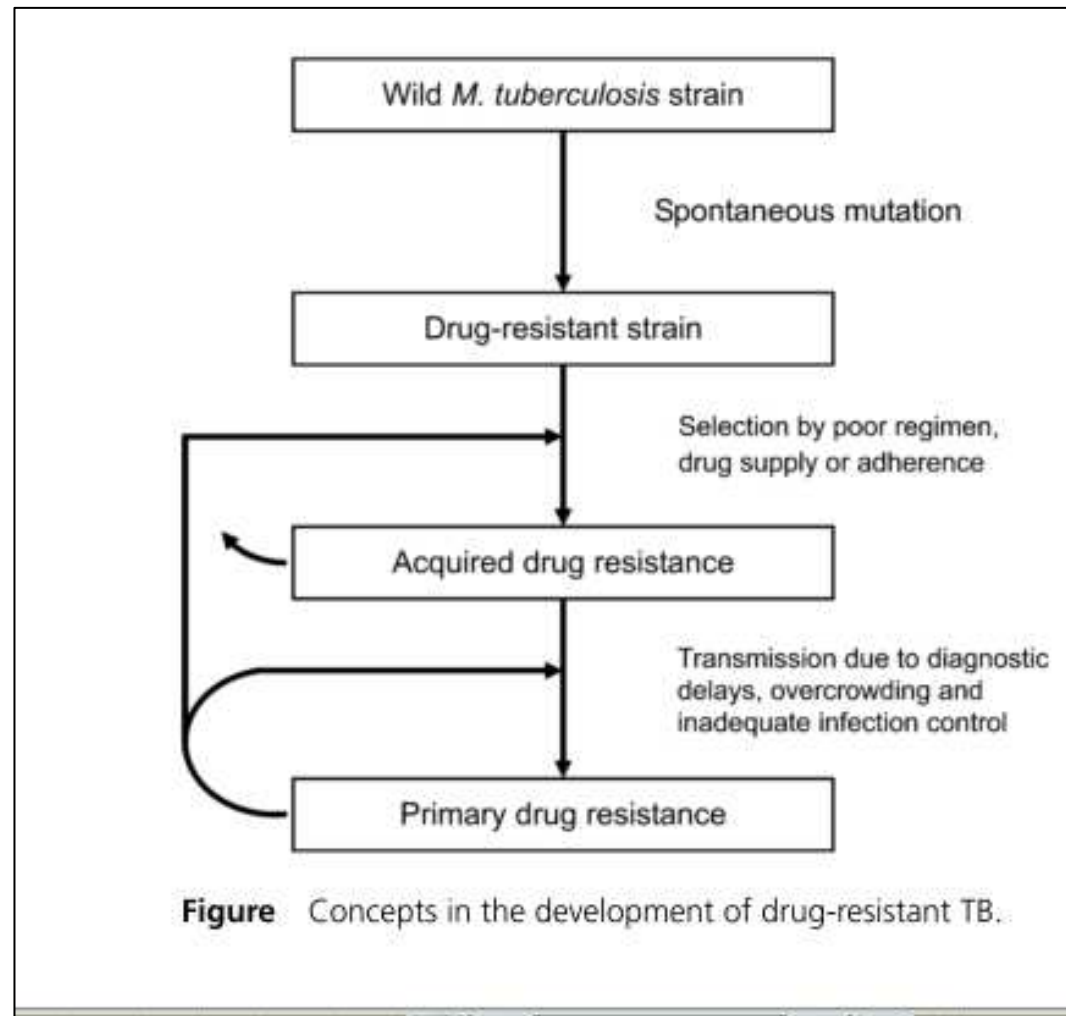 Wild M. tuberculosis strain
Spontaneous mutation
Drug-resistant strain
Selection by poor regimen,
drug supply or adherence
Acquired drug resistance
Transmission due to diagnostic
delays, overcrowding and
inadequate infection control
Primary drug resistance
Figure Concepts in the development of drug-resistant TB.